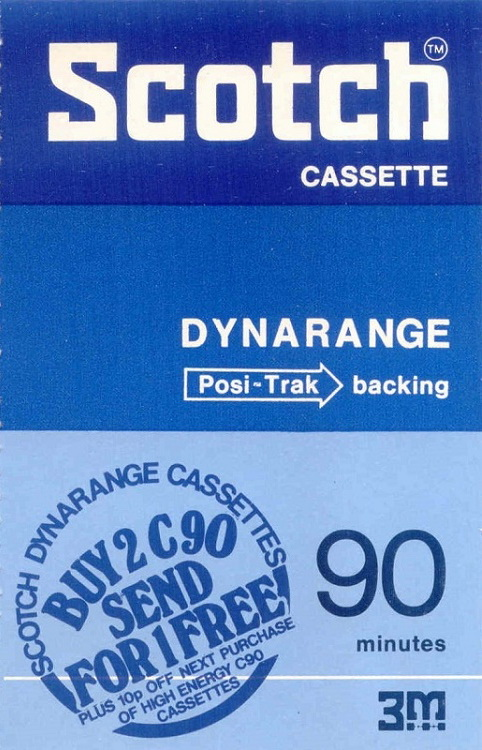 Scotch™
CASSETTE
DYNARANGE
Posi-Trak backing
SCOTCH DYNARANGE CASSETTES
BUY 2 C90
SEND
FOR 1 FREE!
PLUS 10p OFF NEXT PURCHASE
OF HIGH ENERGY C90
CASSETTES
90
minutes
3M